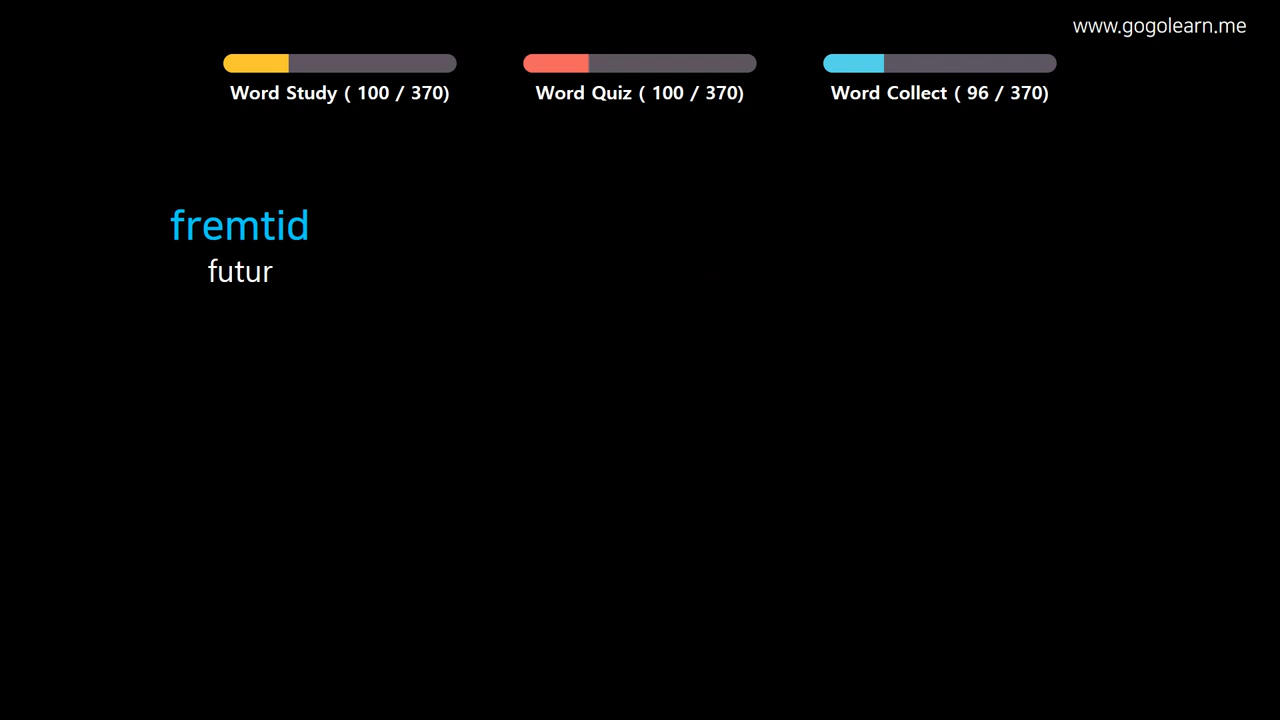 www.gogolearn.me
Word Study ( 100 / 370)
Word Quiz ( 100 / 370)
Word Collect ( 96 / 370)
fremtid
futur